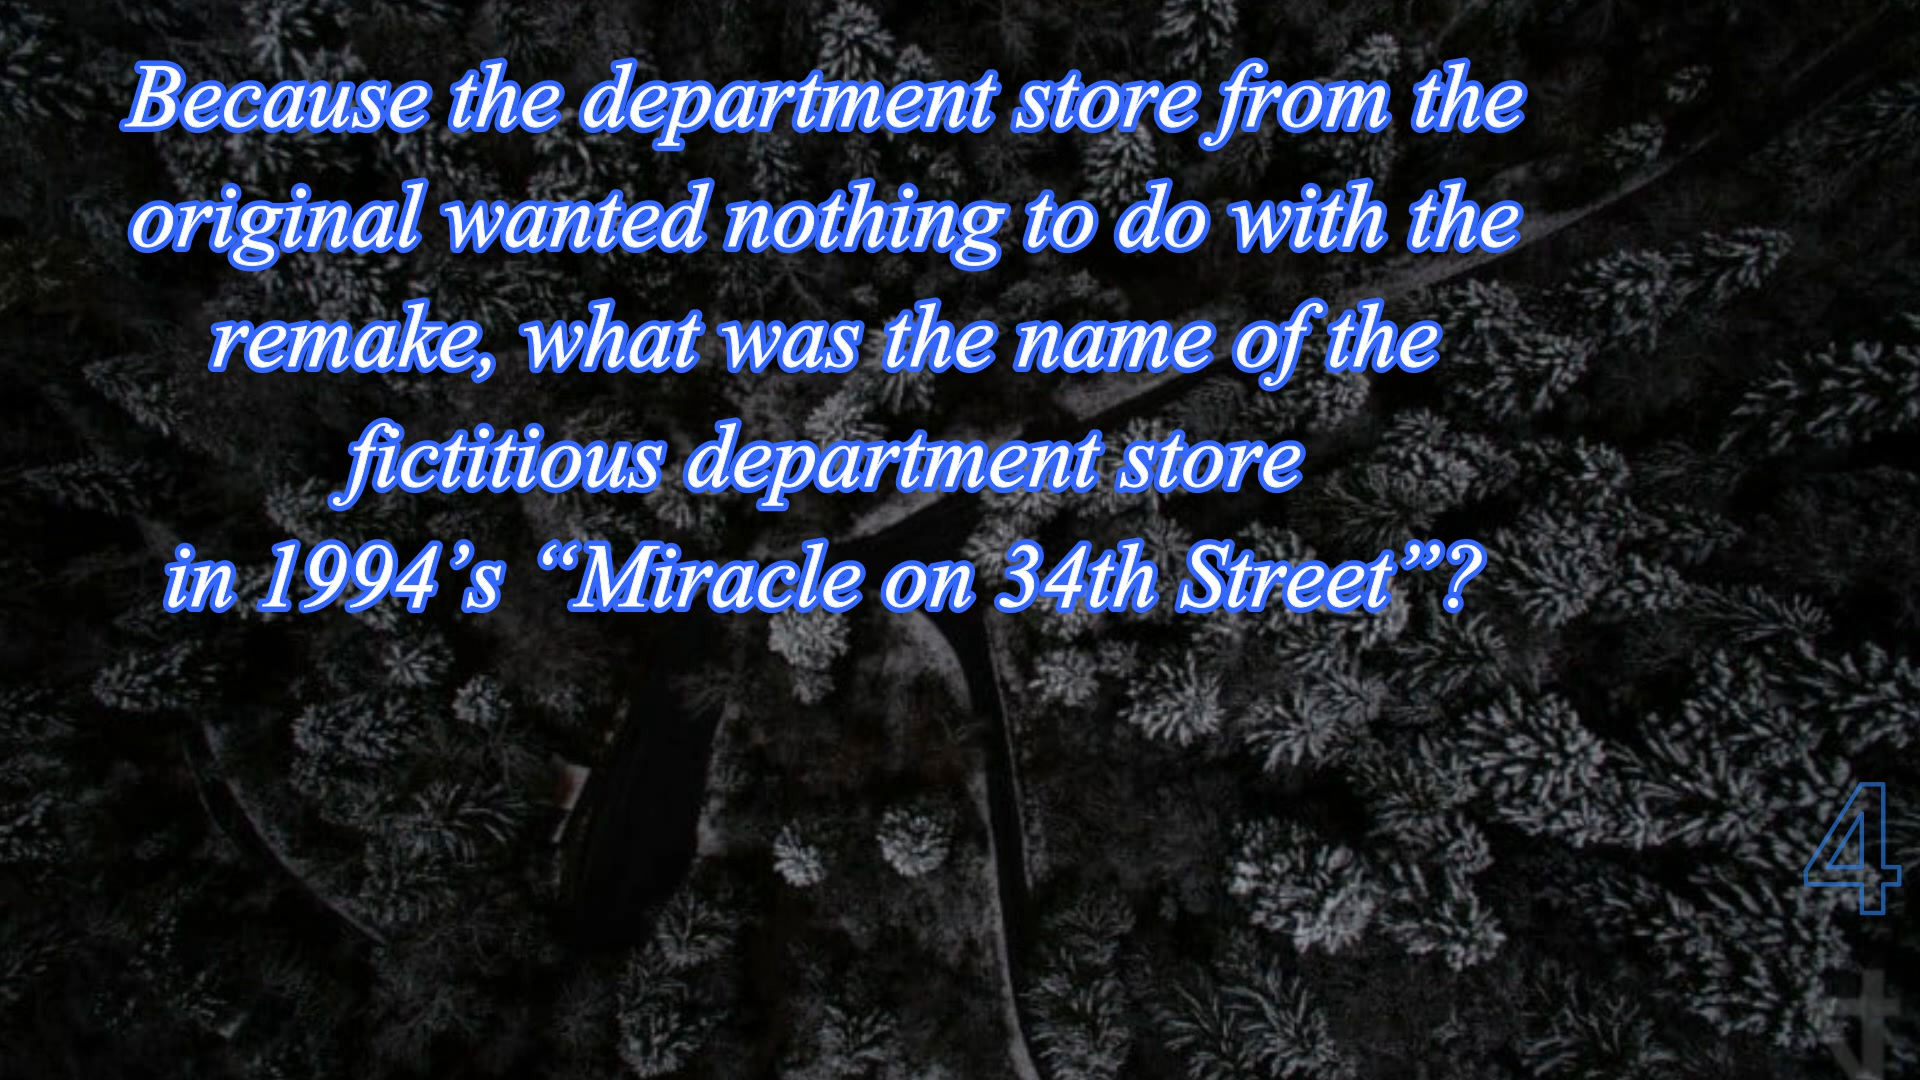 Because the department store from the
original wanted nothing to do with the
remake, what was the name of the
fictitious department store
in 1994’s “Miracle on 34th Street”?
4